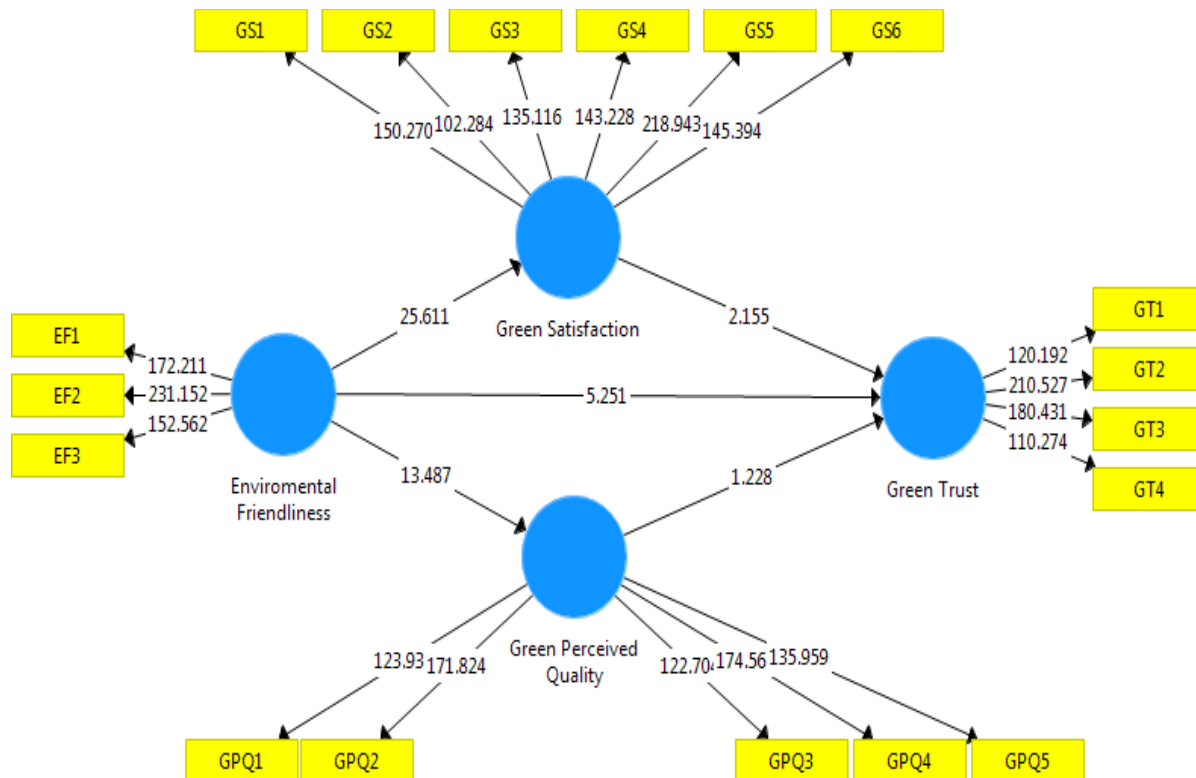 GS1 GS2 GS3 GS4 GS5 GS6
150.270 102.284 135.116 143.228 218.943 145.394
Green Satisfaction
25.611
2.155
EF1
EF2
EF3
172.211
231.152
152.562
Enviromental
Friendliness
5.251
GT1
GT2
GT3
GT4
120.192
210.527
180.431
110.274
Green Trust
13.487
1.228
Green Perceived
Quality
123.93 171.824 122.704 174.56 135.959
GPQ1 GPQ2 GPQ3 GPQ4 GPQ5